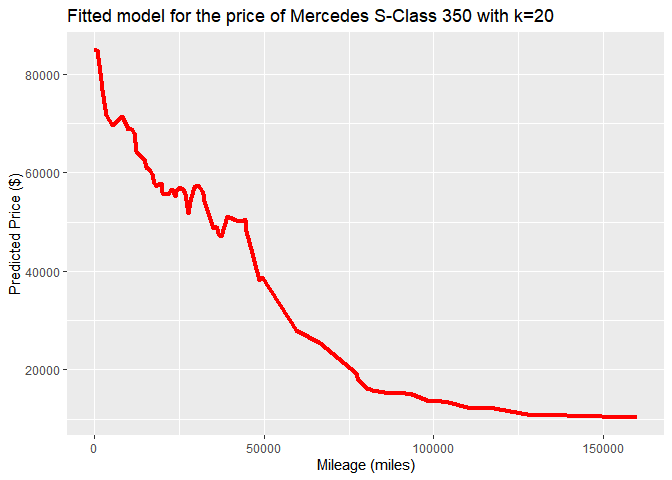 Fitted model for the price of Mercedes S-Class 350 with k=20
Predicted Price ($)
80000
60000
40000
20000
0
50000
100000
150000
Mileage (miles)